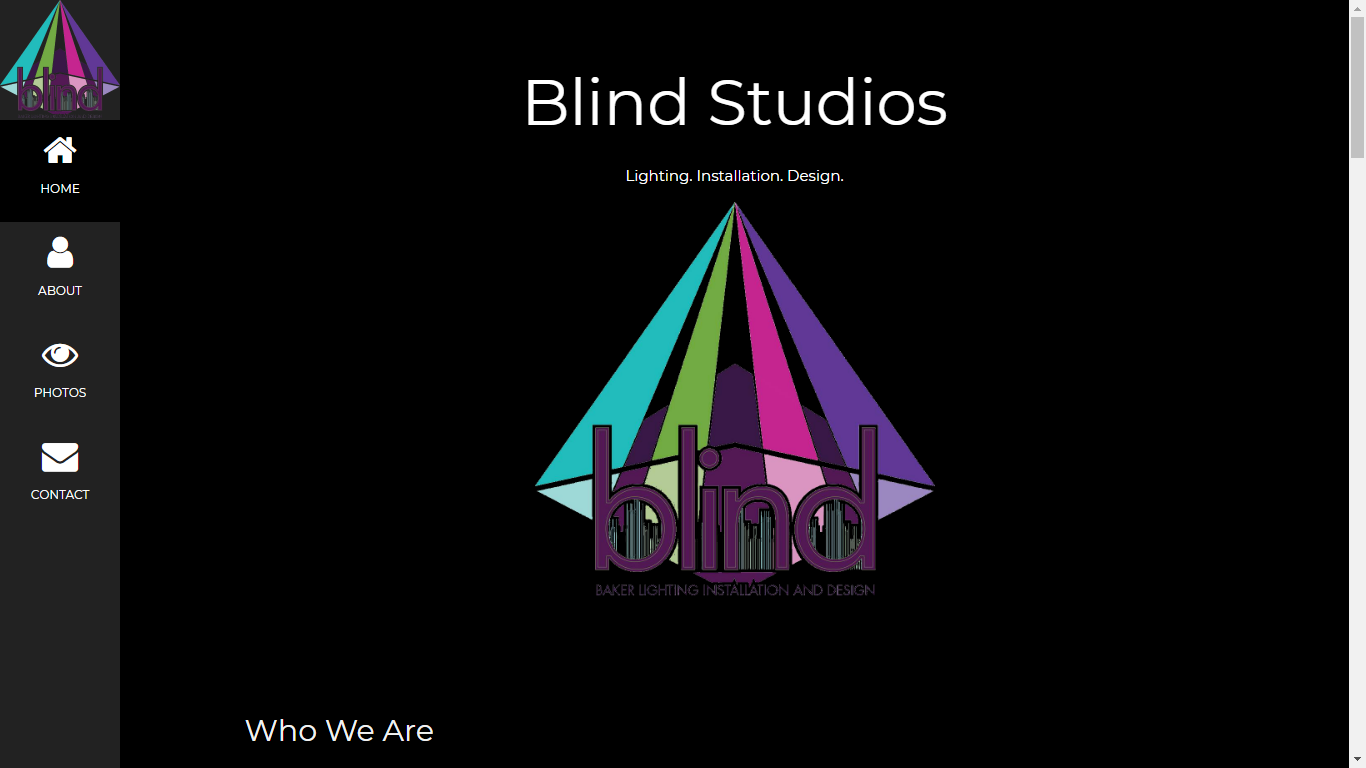 blind
HOME
ABOUT
PHOTOS
CONTACT
Blind Studios
Lighting. Installation. Design.
blind
BAKER LIGHTING INSTALLATION AND DESIGN
Who We Are